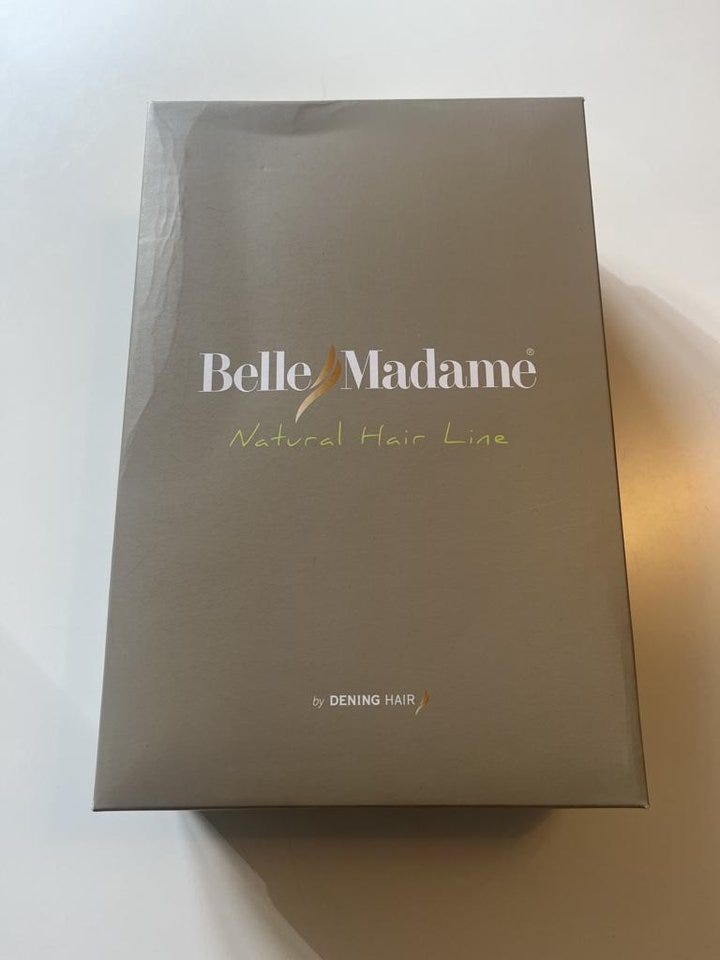 Belle Madame®
Natural Hair Line
by DENING HAIR